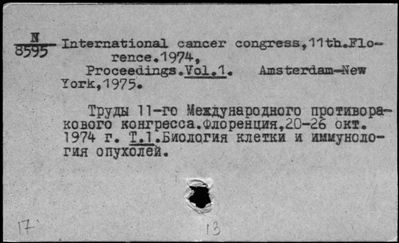 N
8595
International cancer congress,11th.Flo-
rence.1974,
Proceedings.Vol.1. Amsterdam-New
York,1975.
Труды 11-го Международного противора-
кового конгресса.Флоренция,20-26 окт.
1974 г. Т.1.Биология клетки и иммуноло-
гия опухолей.
17
13